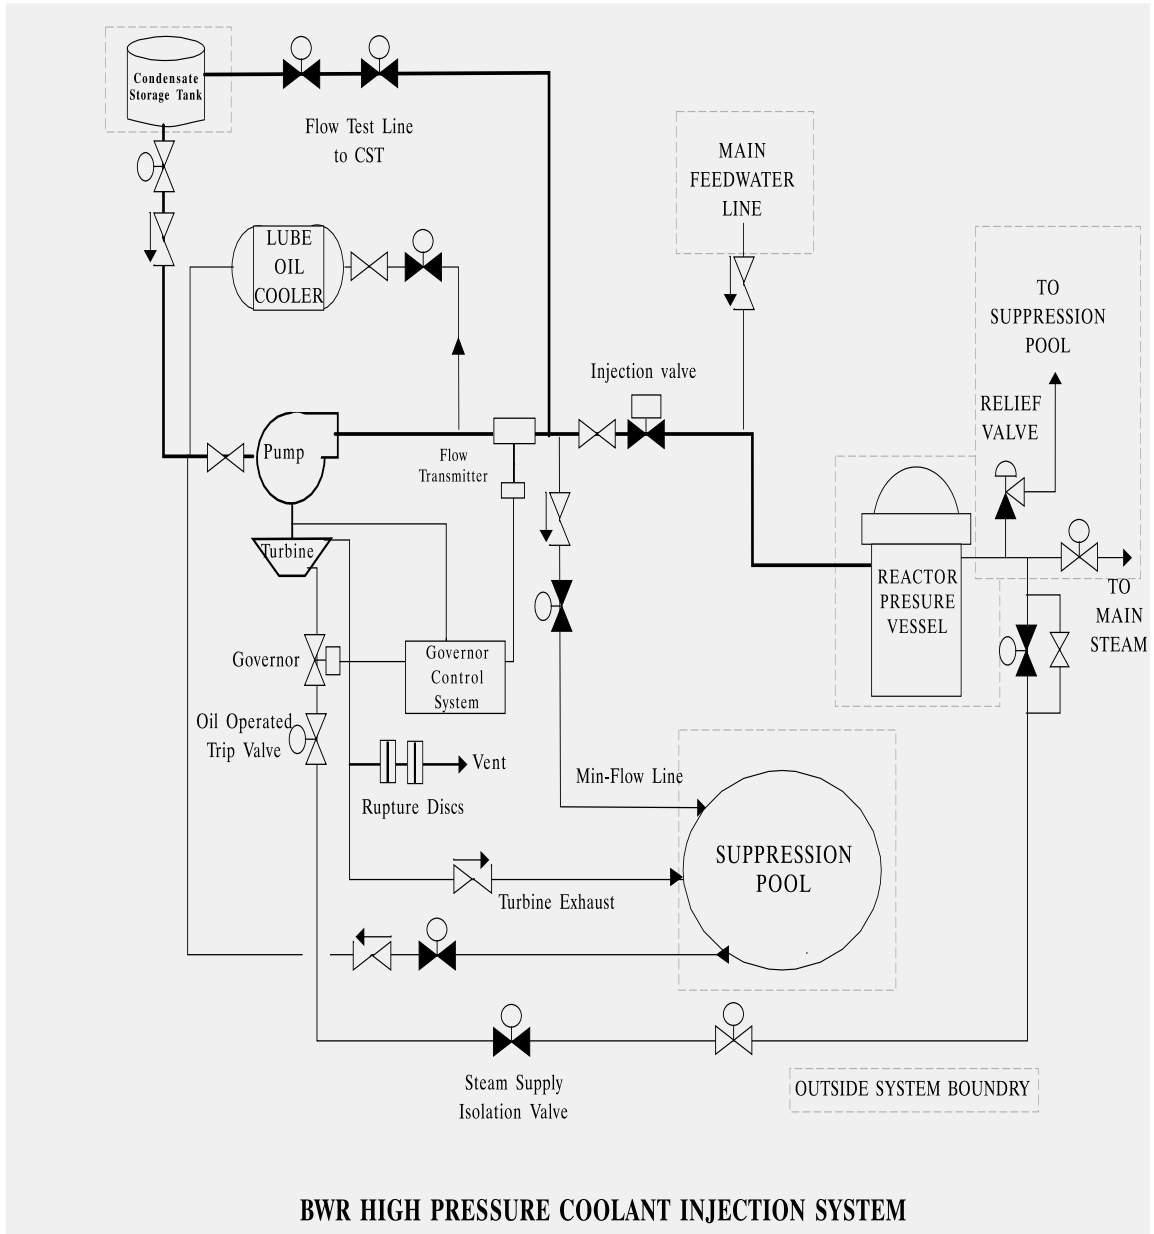 Condensate
Storage Tank
Flow Test Line
to CST
MAIN
FEEDWATER
LINE
LUBE
OIL
COOLER
TO
SUPPRESSION
POOL
Injection valve
RELIEF
VALVE
Pump
Flow
Transmitter
Turbine
REACTOR
PRESURE
VESSEL
TO
MAIN
STEAM
Governor
Governor
Control
System
Oil Operated
Trip Valve
Vent
Rupture Discs
Min-Flow Line
SUPPRESSION
POOL
Turbine Exhaust
Steam Supply
Isolation Valve
OUTSIDE SYSTEM BOUNDRY
BWR HIGH PRESSURE COOLANT INJECTION SYSTEM